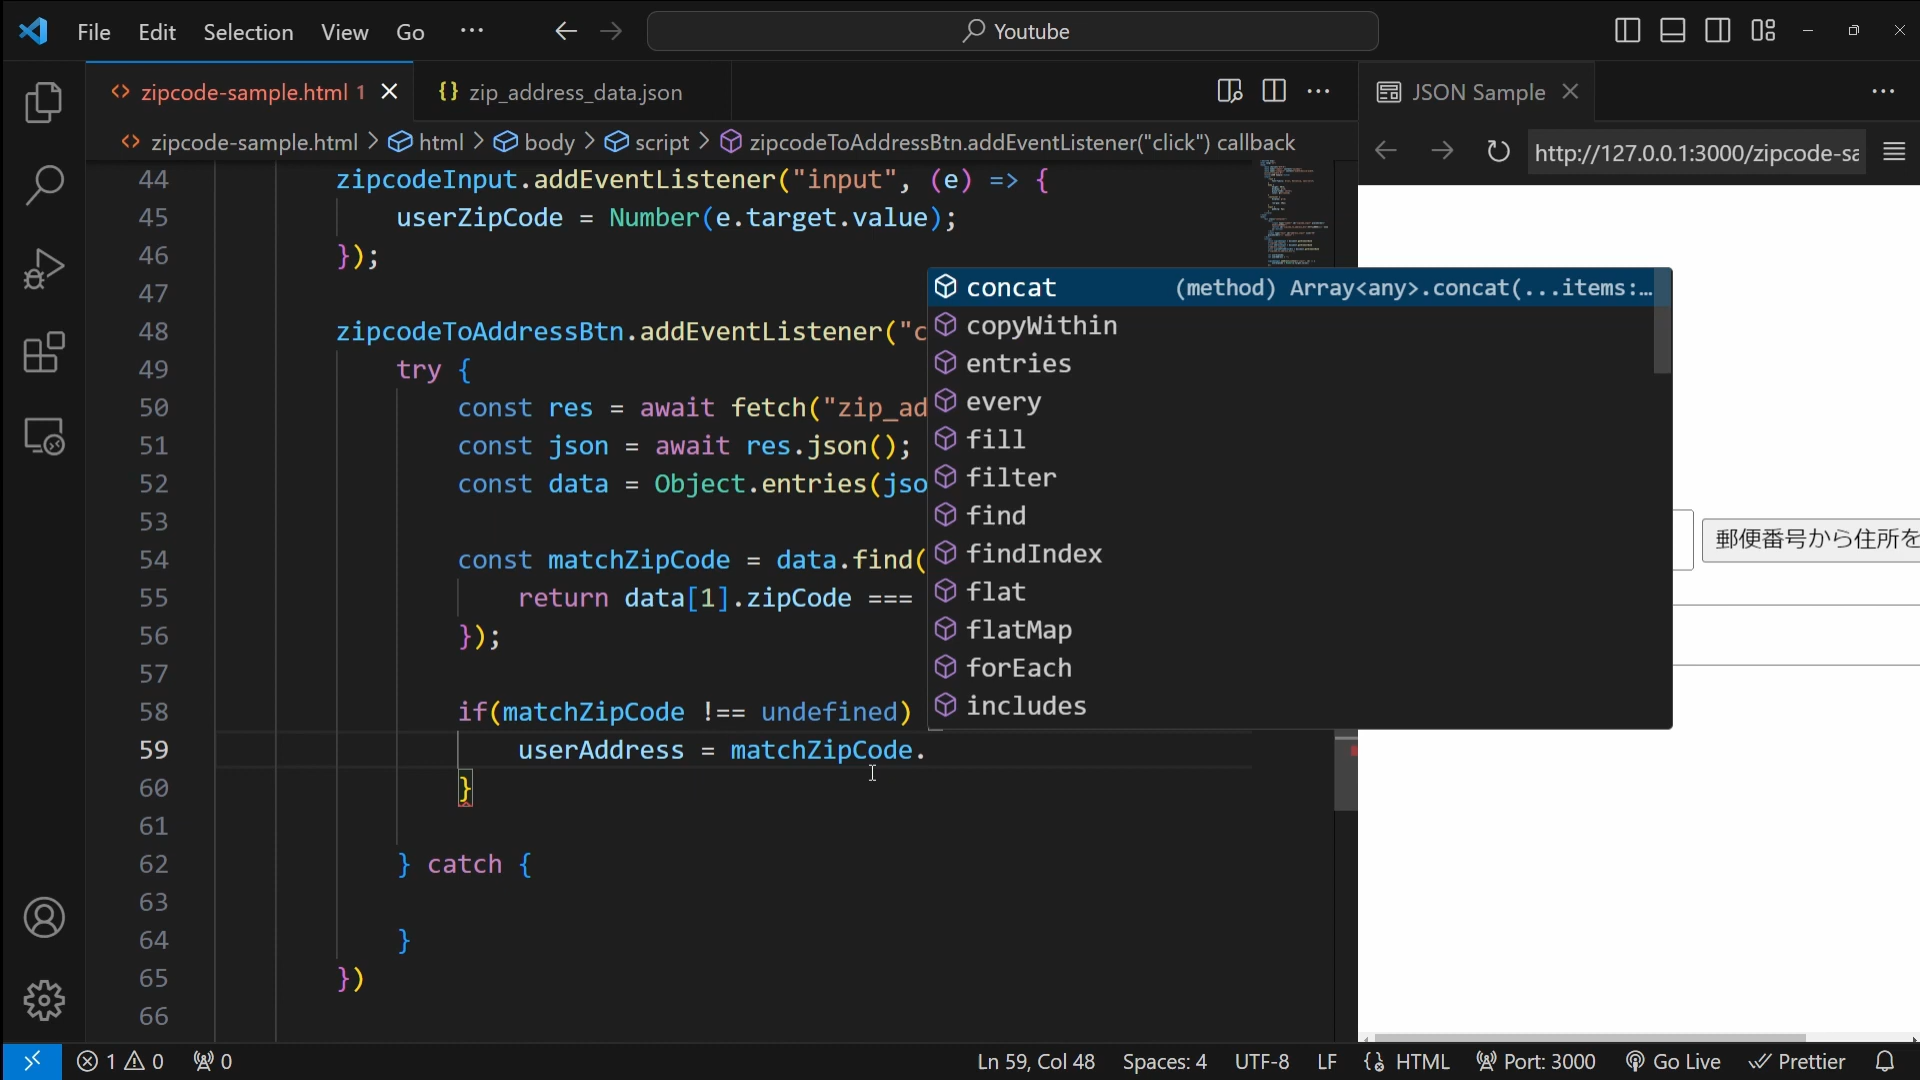 File Edit Selection View Go ··· Youtube
<> zipcode-sample.html 1 {} zip_address_data.json JSON Sample
<> zipcode-sample.html > html > body > script > zipcodeToAddressBtn.addEventListener("click") callback
http://127.0.0.1:3000/zipcode-sa
44 zipcodeInput.addEventListener("input", (e) => {
45 userZipCode = Number(e.target.value);
46 });
47
48 zipcodeToAddressBtn.addEventListener("c
49 try {
50 const res = await fetch("zip_ad
51 const json = await res.json();
52 const data = Object.entries(jso
53
54 const matchZipCode = data.find(
55 return data[1].zipCode ===
56 });
57
58 if(matchZipCode !== undefined)
59 userAddress = matchZipCode.
60 }
61
62 } catch {
63
64 }
65 })
66
concat (method) Array<any>.concat(...items:…
copyWithin
entries
every
fill
filter
find
findIndex
flat
flatMap
forEach
includes
郵便番号から住所を
1 0 0 Ln 59, Col 48 Spaces: 4 UTF-8 LF {} HTML Port: 3000 Go Live Prettier